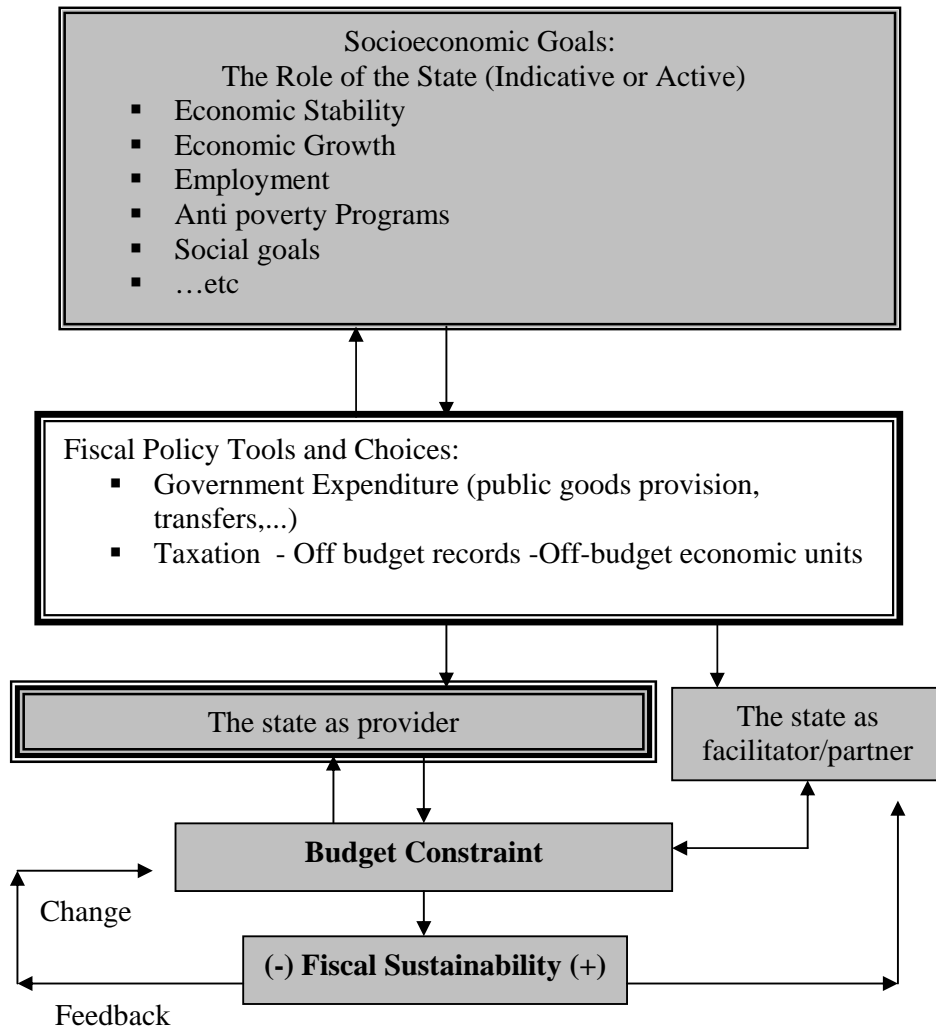 Socioeconomic Goals:
The Role of the State (Indicative or Active)
▪ Economic Stability
▪ Economic Growth
▪ Employment
▪ Anti poverty Programs
▪ Social goals
▪ …etc
Fiscal Policy Tools and Choices:
▪ Government Expenditure (public goods provision,
transfers,...)
▪ Taxation - Off budget records -Off-budget economic units
The state as provider
The state as
facilitator/partner
Budget Constraint
Change
(-) Fiscal Sustainability (+)
Feedback